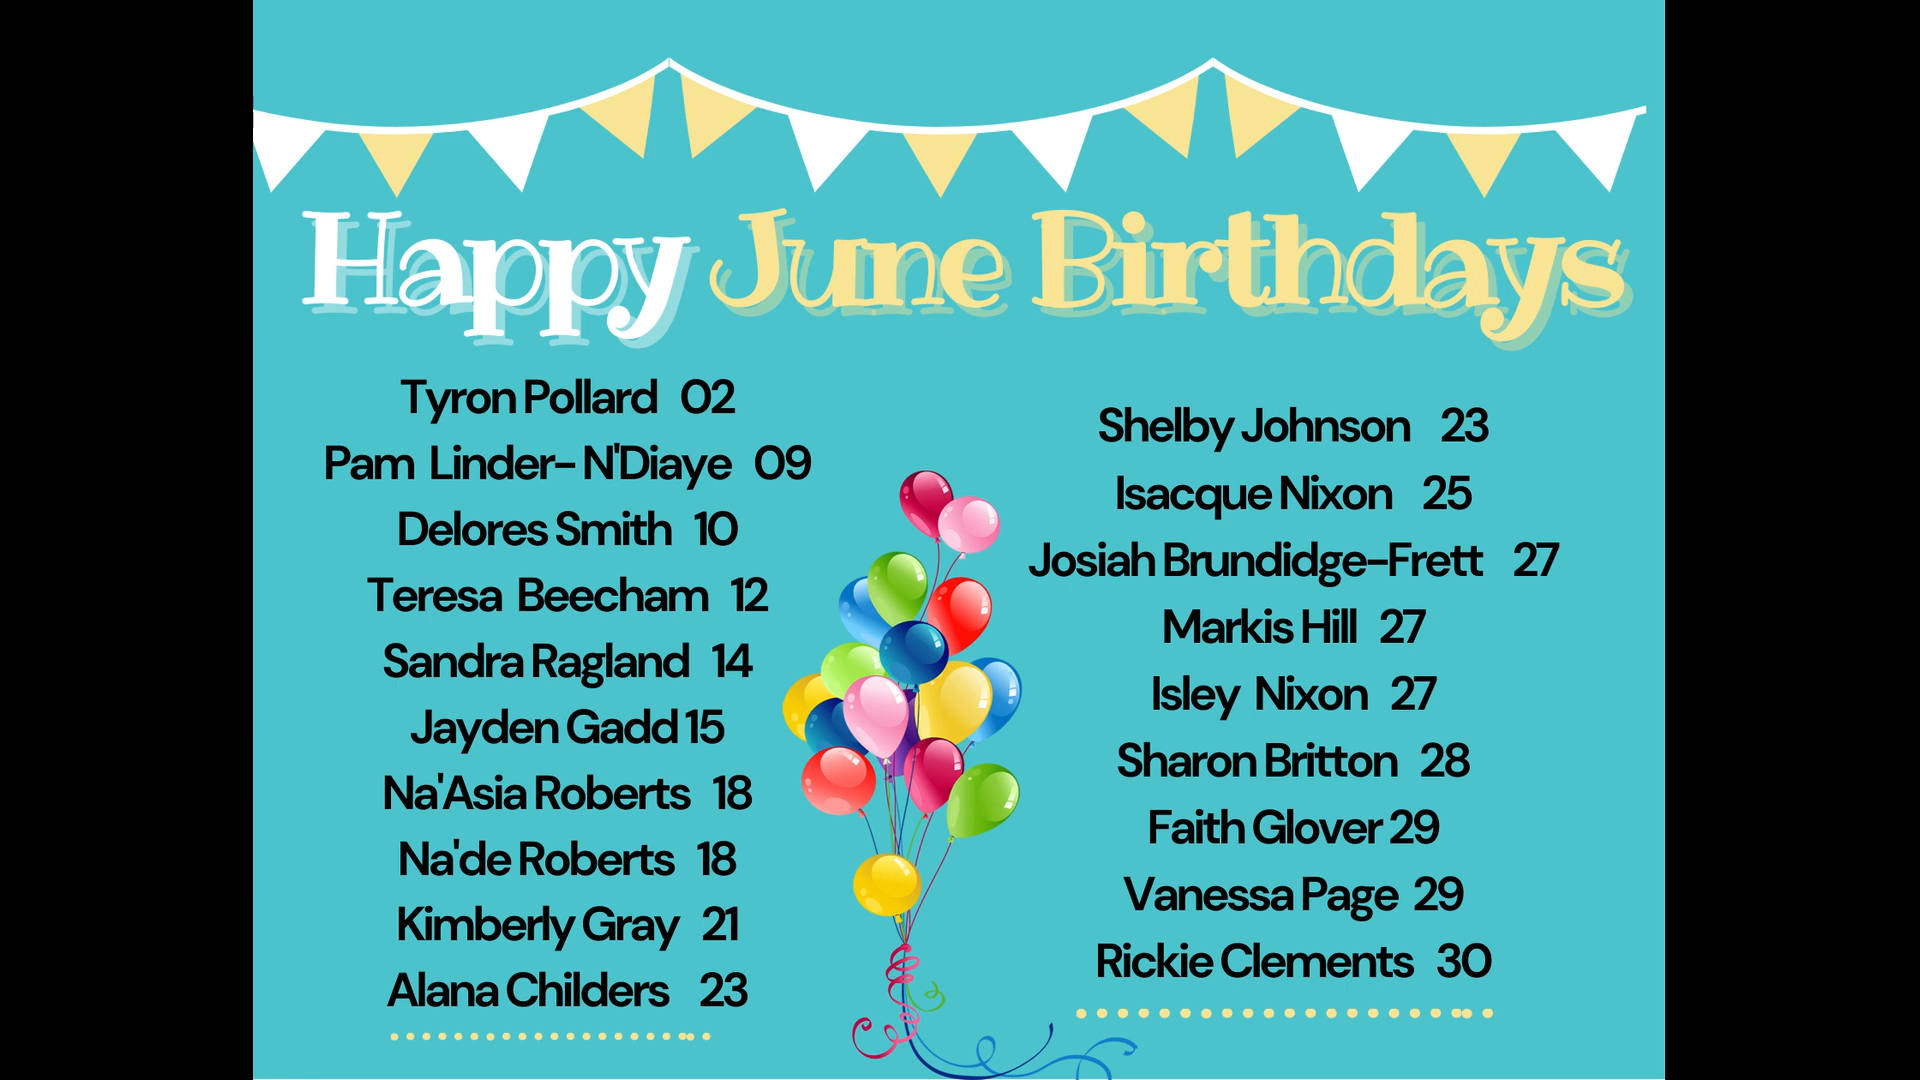 Happy June Birthdays
Tyron Pollard 02
Pam Linder- N'Diaye 09
Delores Smith 10
Teresa Beecham 12
Sandra Ragland 14
Jayden Gadd 15
Na'Asia Roberts 18
Na'de Roberts 18
Kimberly Gray 21
Alana Childers 23
Shelby Johnson 23
Isacque Nixon 25
Josiah Brundidge-Frett 27
Markis Hill 27
Isley Nixon 27
Sharon Britton 28
Faith Glover 29
Vanessa Page 29
Rickie Clements 30